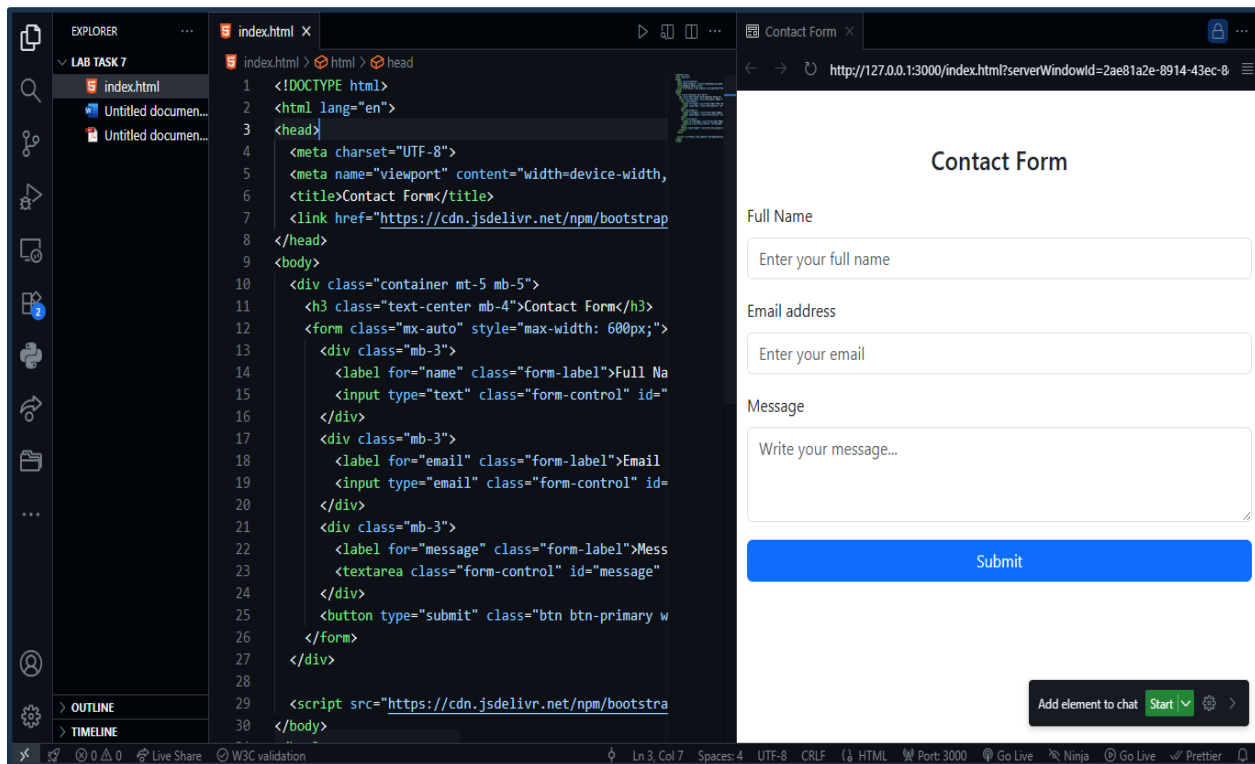 EXPLORER
···
LAB TASK 7
index.html
Untitled documen...
Untitled documen...
OUTLINE
TIMELINE
2
index.html
index.html > html > head
1 <!DOCTYPE html>
2 <html lang="en">
3 <head>
4 <meta charset="UTF-8">
5 <meta name="viewport" content="width=device-width,
6 <title>Contact Form</title>
7 <link href="https://cdn.jsdelivr.net/npm/bootstrap
8 </head>
9 <body>
10 <div class="container mt-5 mb-5">
11 <h3 class="text-center mb-4">Contact Form</h3>
12 <form class="mx-auto" style="max-width: 600px;">
13 <div class="mb-3">
14 <label for="name" class="form-label">Full Na
15 <input type="text" class="form-control" id="
16 </div>
17 <div class="mb-3">
18 <label for="email" class="form-label">Email
19 <input type="email" class="form-control" id=
20 </div>
21 <div class="mb-3">
22 <label for="message" class="form-label">Mess
23 <textarea class="form-control" id="message"
24 </div>
25 <button type="submit" class="btn btn-primary w
26 </form>
27 </div>
28
29 <script src="https://cdn.jsdelivr.net/npm/bootstra
30 </body>
Contact Form
http://127.0.0.1:3000/index.html?serverWindowId=2ae81a2e-8914-43ec-8
Contact Form
Full Name
Enter your full name
Email address
Enter your email
Message
Write your message...
Submit
Add element to chat Start
0 0 Live Share W3C validation Ln 3, Col 7 Spaces: 4 UTF-8 CRLF HTML Port: 3000 Go Live Ninja Go Live Prettier